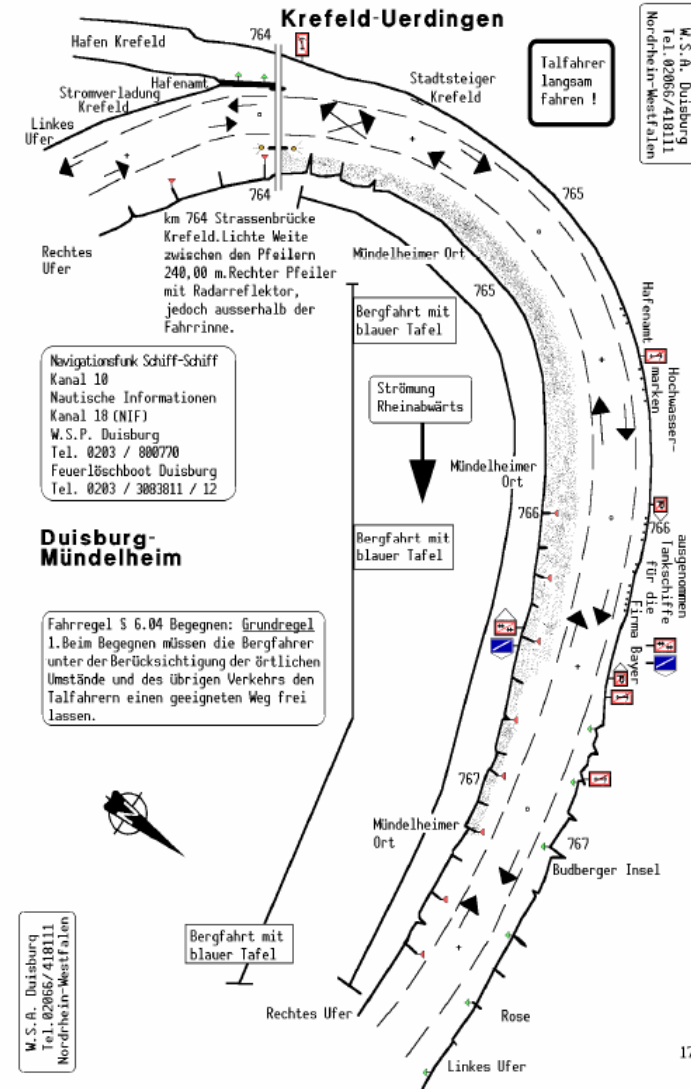 Krefeld-Uerdingen
764
Hafen Krefeld
Hafenamt
Stromverladung
Krefeld
Linkes
Ufer
Stadtsteiger
Krefeld
Talfahrer
langsam
fahren !
W.S.A. Duisburg
Tel.02066/418111
Nordrhein-Westfalen
764
765
Rechtes
Ufer
km 764 Strassenbrücke
Krefeld.Lichte Weite
zwischen den Pfeilern
240,00 m.Rechter Pfeiler
mit Radarreflektor,
jedoch ausserhalb der
Fahrrinne.
Mündelheimer Ort
765
Bergfahrt mit
blauer Tafel
Hafenamt
Hochwasser-
marken
Navigationsfunk Schiff-Schiff
Kanal 10
Nautische Informationen
Kanal 18 (NIF)
W.S.P. Duisburg
Tel. 0203 / 800770
Feuerlöschboot Duisburg
Tel. 0203 / 3083811 / 12
Strömung
Rheinabwärts
Mündelheimer
Ort
766
766
ausgenommen
Tankschiffe
für die
Firma Bayer
Duisburg-
Mündelheim
Bergfahrt mit
blauer Tafel
Fahrregel S 6.04 Begegnen: Grundregel
1.Beim Begegnen müssen die Bergfahrer
unter der Berücksichtigung der örtlichen
Umstände und des übrigen Verkehrs den
Talfahrern einen geeigneten Weg frei
lassen.
767
Mündelheimer
Ort
767
Budberger Insel
Bergfahrt mit
blauer Tafel
W.S.A. Duisburg
Tel.02066/418111
Nordrhein-Westfalen
Rechtes Ufer
Rose
Linkes Ufer
17